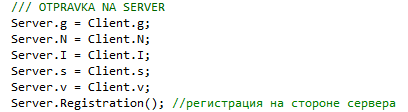 /// OTPRAVKA NA SERVER
Server.g = Client.g;
Server.N = Client.N;
Server.I = Client.I;
Server.s = Client.s;
Server.v = Client.v;
Server.Registration(); //регистрация на стороне сервера